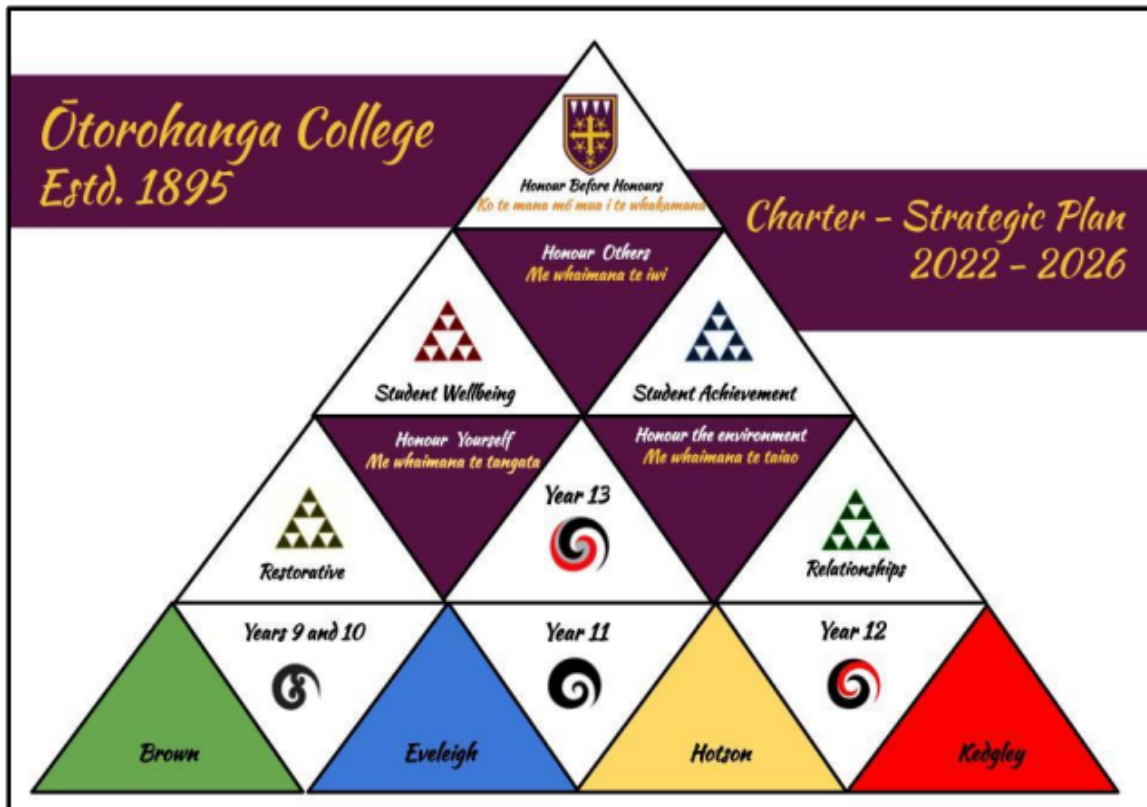 Ōtorohanga College
Estd. 1895
Honour Before Honours
Ko te mana mō mua i te whakamana
Charter - Strategic Plan
2022 - 2026
Honour Others
Me whaimana te iwi
Student Wellbeing
Student Achievement
Honour Yourself
Me whaimana te tangata
Honour the environment
Me whaimana te taiao
Year 13
Restorative
Relationships
Years 9 and 10
Year 11
Year 12
Brown
Eveleigh
Hotson
Kedgley